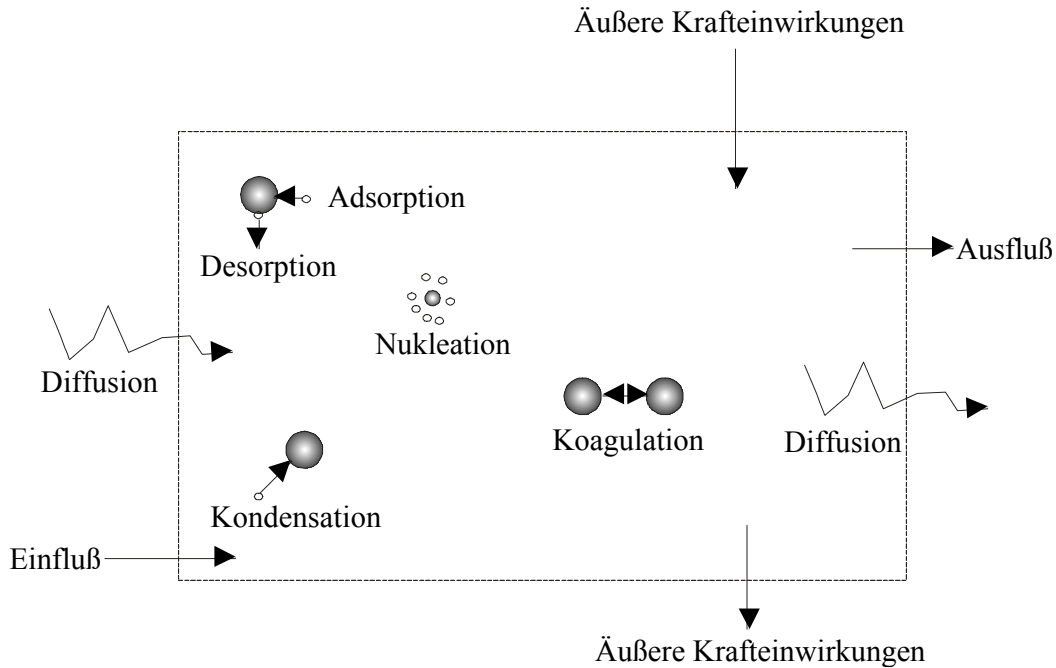 Äußere Krafteinwirkungen
Adsorption
Desorption
Ausfluß
Nukleation
Diffusion
Koagulation
Diffusion
Kondensation
Einfluß
Äußere Krafteinwirkungen